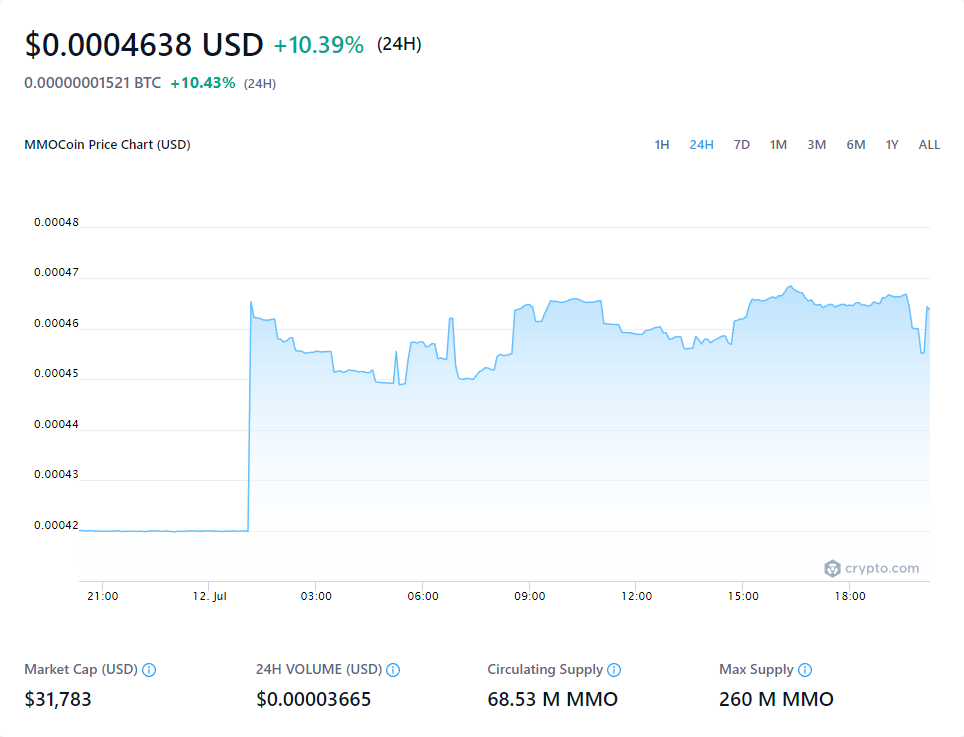 $0.0004638 USD +10.39% (24H)
0.00000001521 BTC +10.43% (24H)
MMOCoin Price Chart (USD) 1H 24H 7D 1M 3M 6M 1Y ALL
0.00048
0.00047
0.00046
0.00045
0.00044
0.00043
0.00042
crypto.com
21:00 12. Jul 03:00 06:00 09:00 12:00 15:00 18:00
Market Cap (USD) 24H VOLUME (USD) Circulating Supply Max Supply
$31,783 $0.00003665 68.53 M MMO 260 M MMO